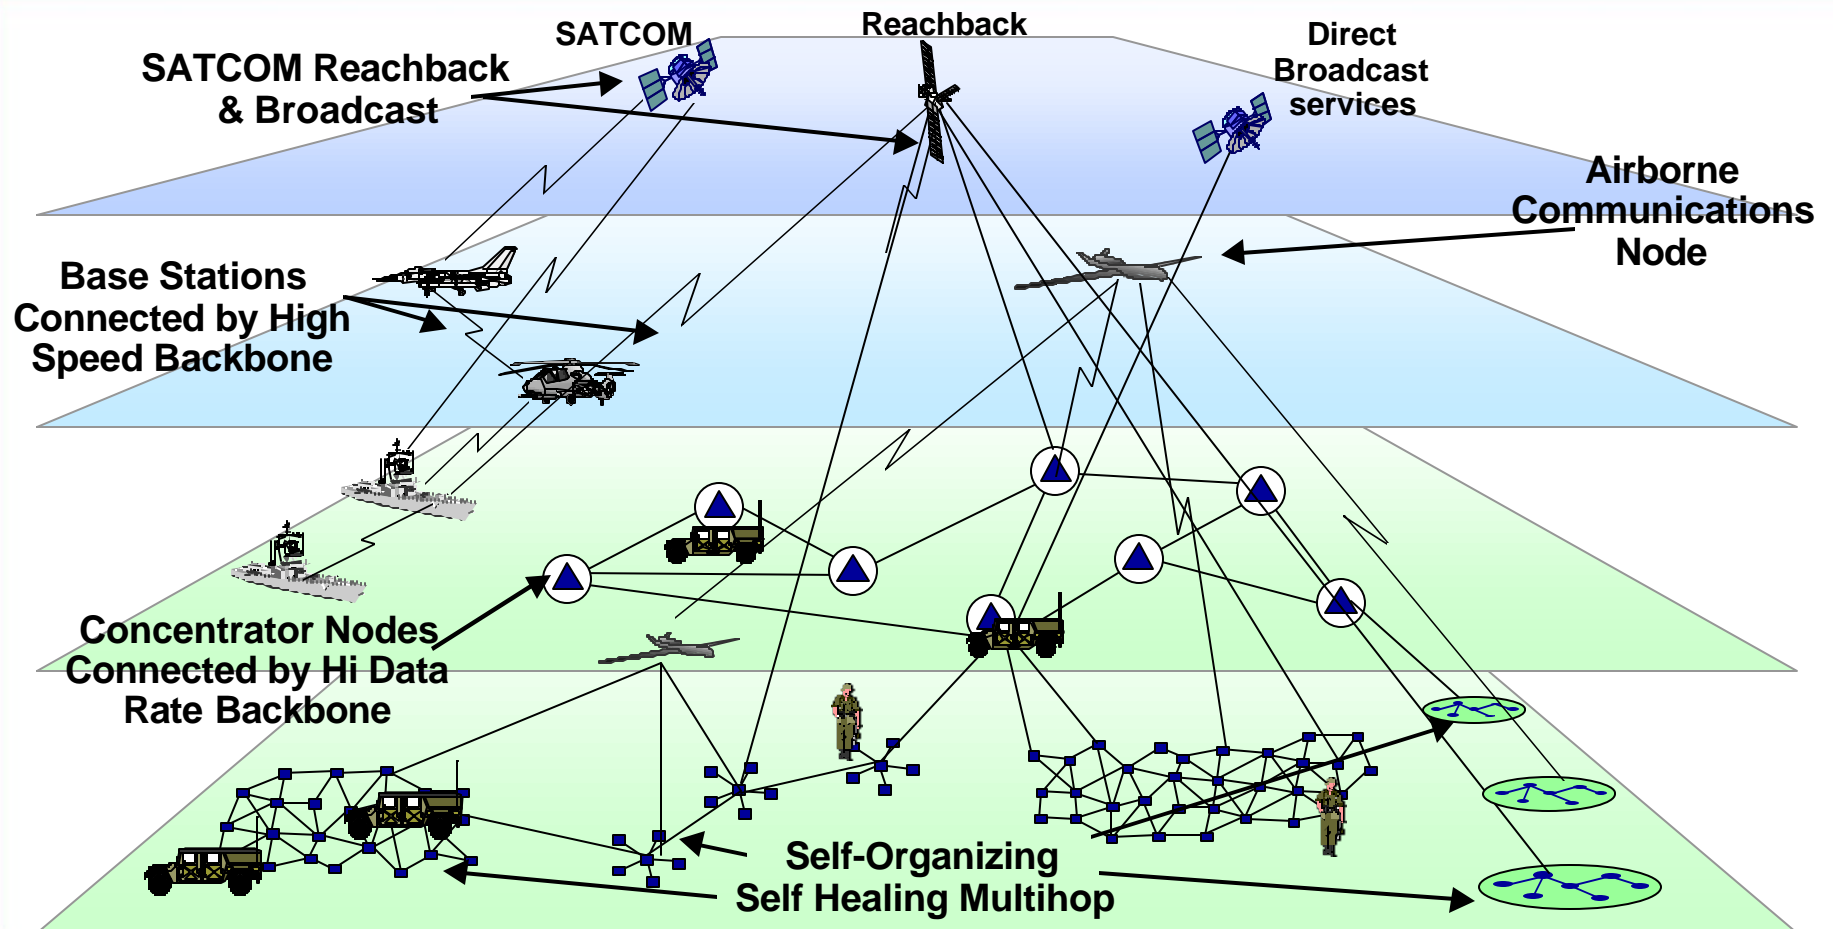 SATCOM
Reachback
Direct
Broadcast
services
SATCOM Reachback
& Broadcast
Airborne
Communications
Node
Base Stations
Connected by High
Speed Backbone
Concentrator Nodes
Connected by Hi Data
Rate Backbone
Self-Organizing
Self Healing Multihop